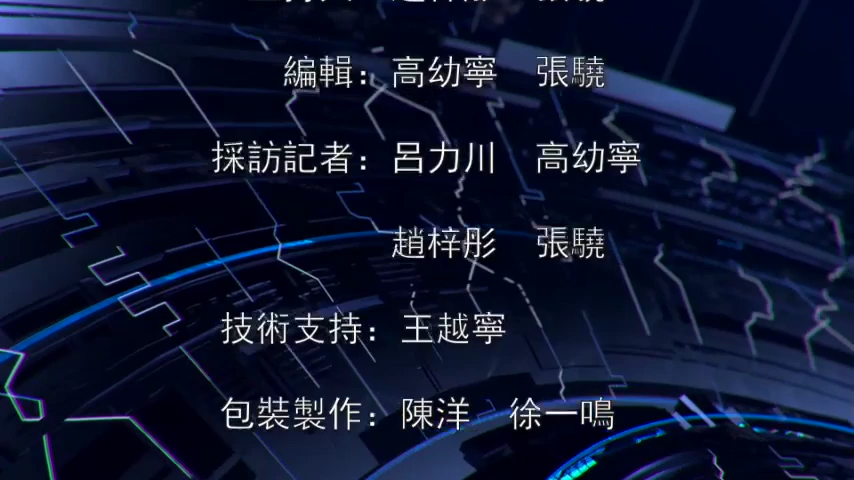 編輯：高幼寧 張驍
採訪記者：呂力川 高幼寧
趙梓彤 張驍
技術支持：王越寧
包裝製作：陳洋 徐一鳴